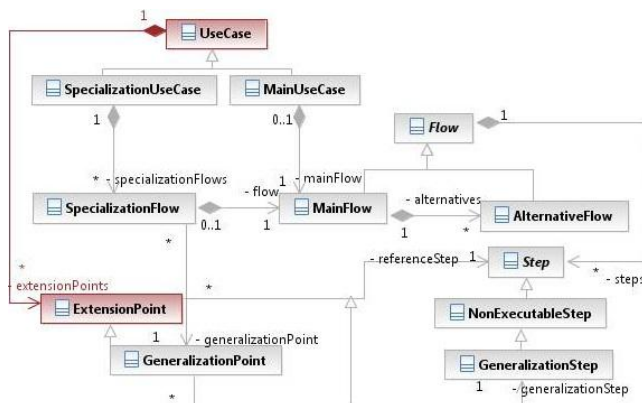 1
UseCase
SpecializationUseCase
MainUseCase
1
0..1
Flow
1
* - specializationFlows
- flow
1
- mainFlow
- alternatives
SpecializationFlow
MainFlow
AlternativeFlow
0..1
1
1
*
*
- referenceStep
1
Step
*
- steps
*
- extensionPoints
*
ExtensionPoint
NonExecutableStep
1
- generalizationPoint
GeneralizationPoint
GeneralizationStep
*
1
- /generalizationStep